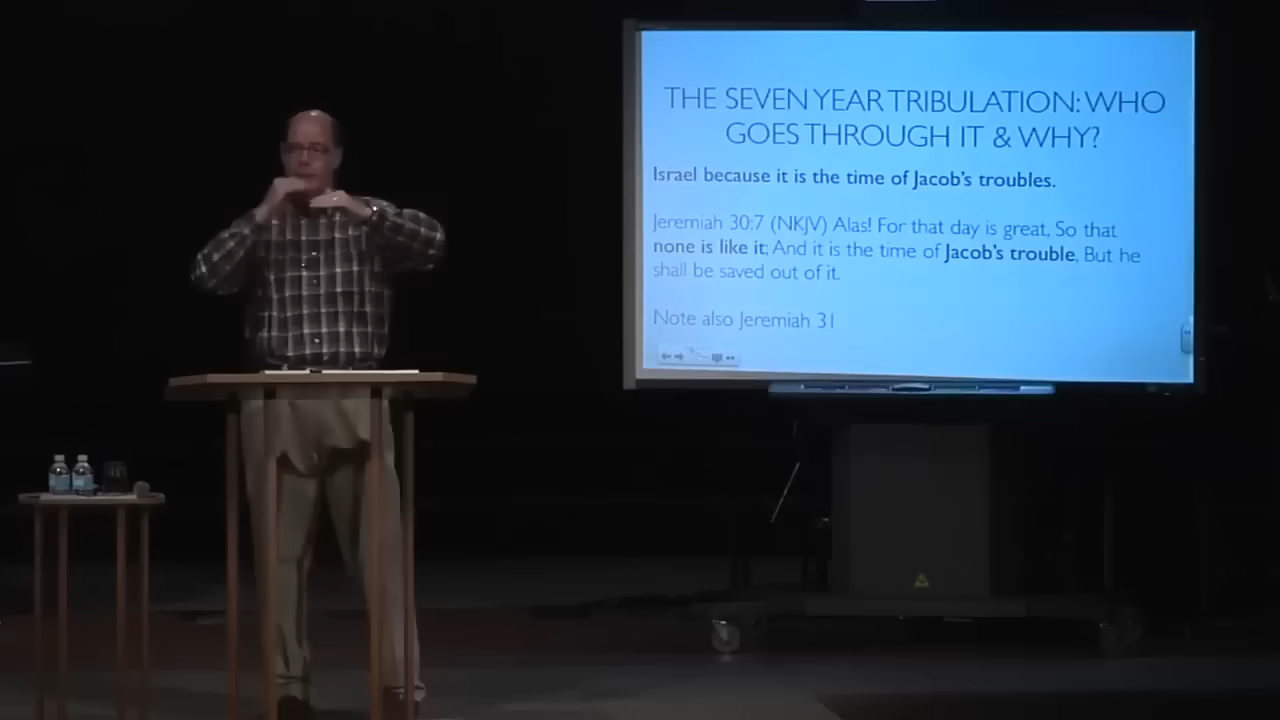 THE SEVEN YEAR TRIBULATION: WHO
GOES THROUGH IT & WHY?
Israel because it is the time of Jacob's troubles.
Jeremiah 30:7 (NKJV) Alas! For that day is great, So that
none is like it; And it is the time of Jacob's trouble, But he
shall be saved out of it.
Note also Jeremiah 31